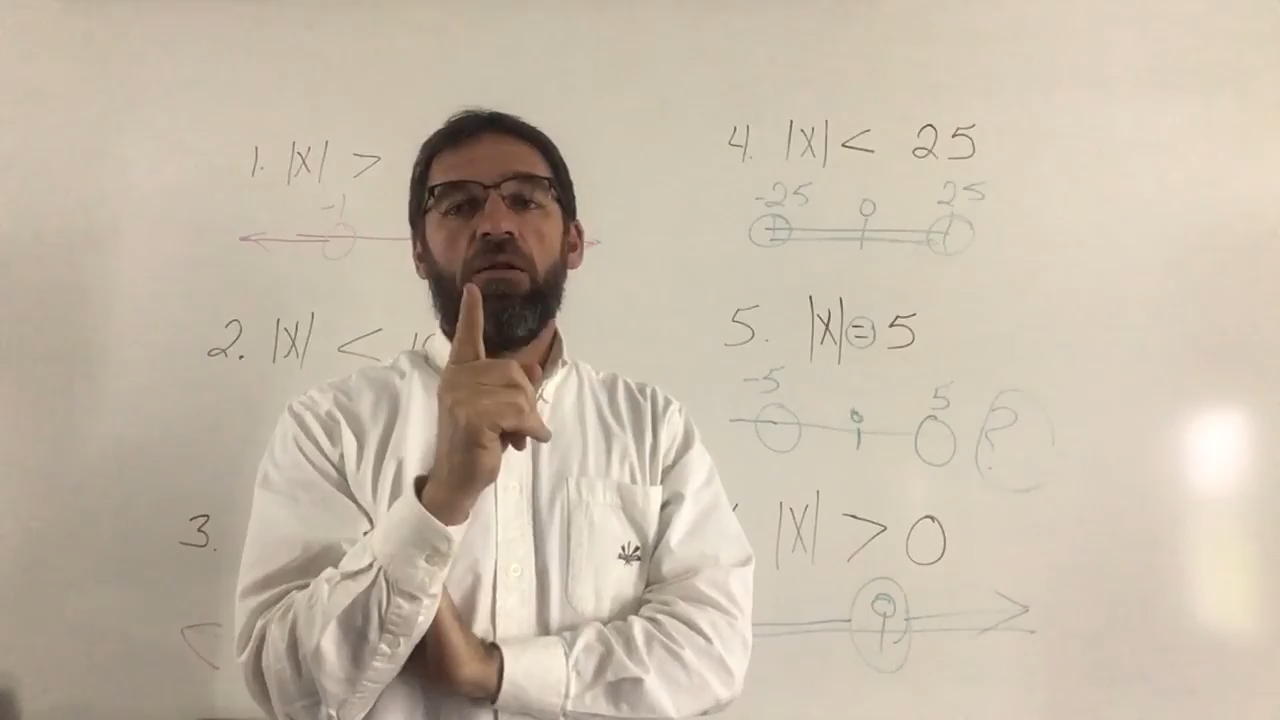 1. |X| >
-1
2. |X| <
3.
4. |X| < 25
-25 0 25
5. |X| = 5
-5 0 5 ?
|X| > 0
0